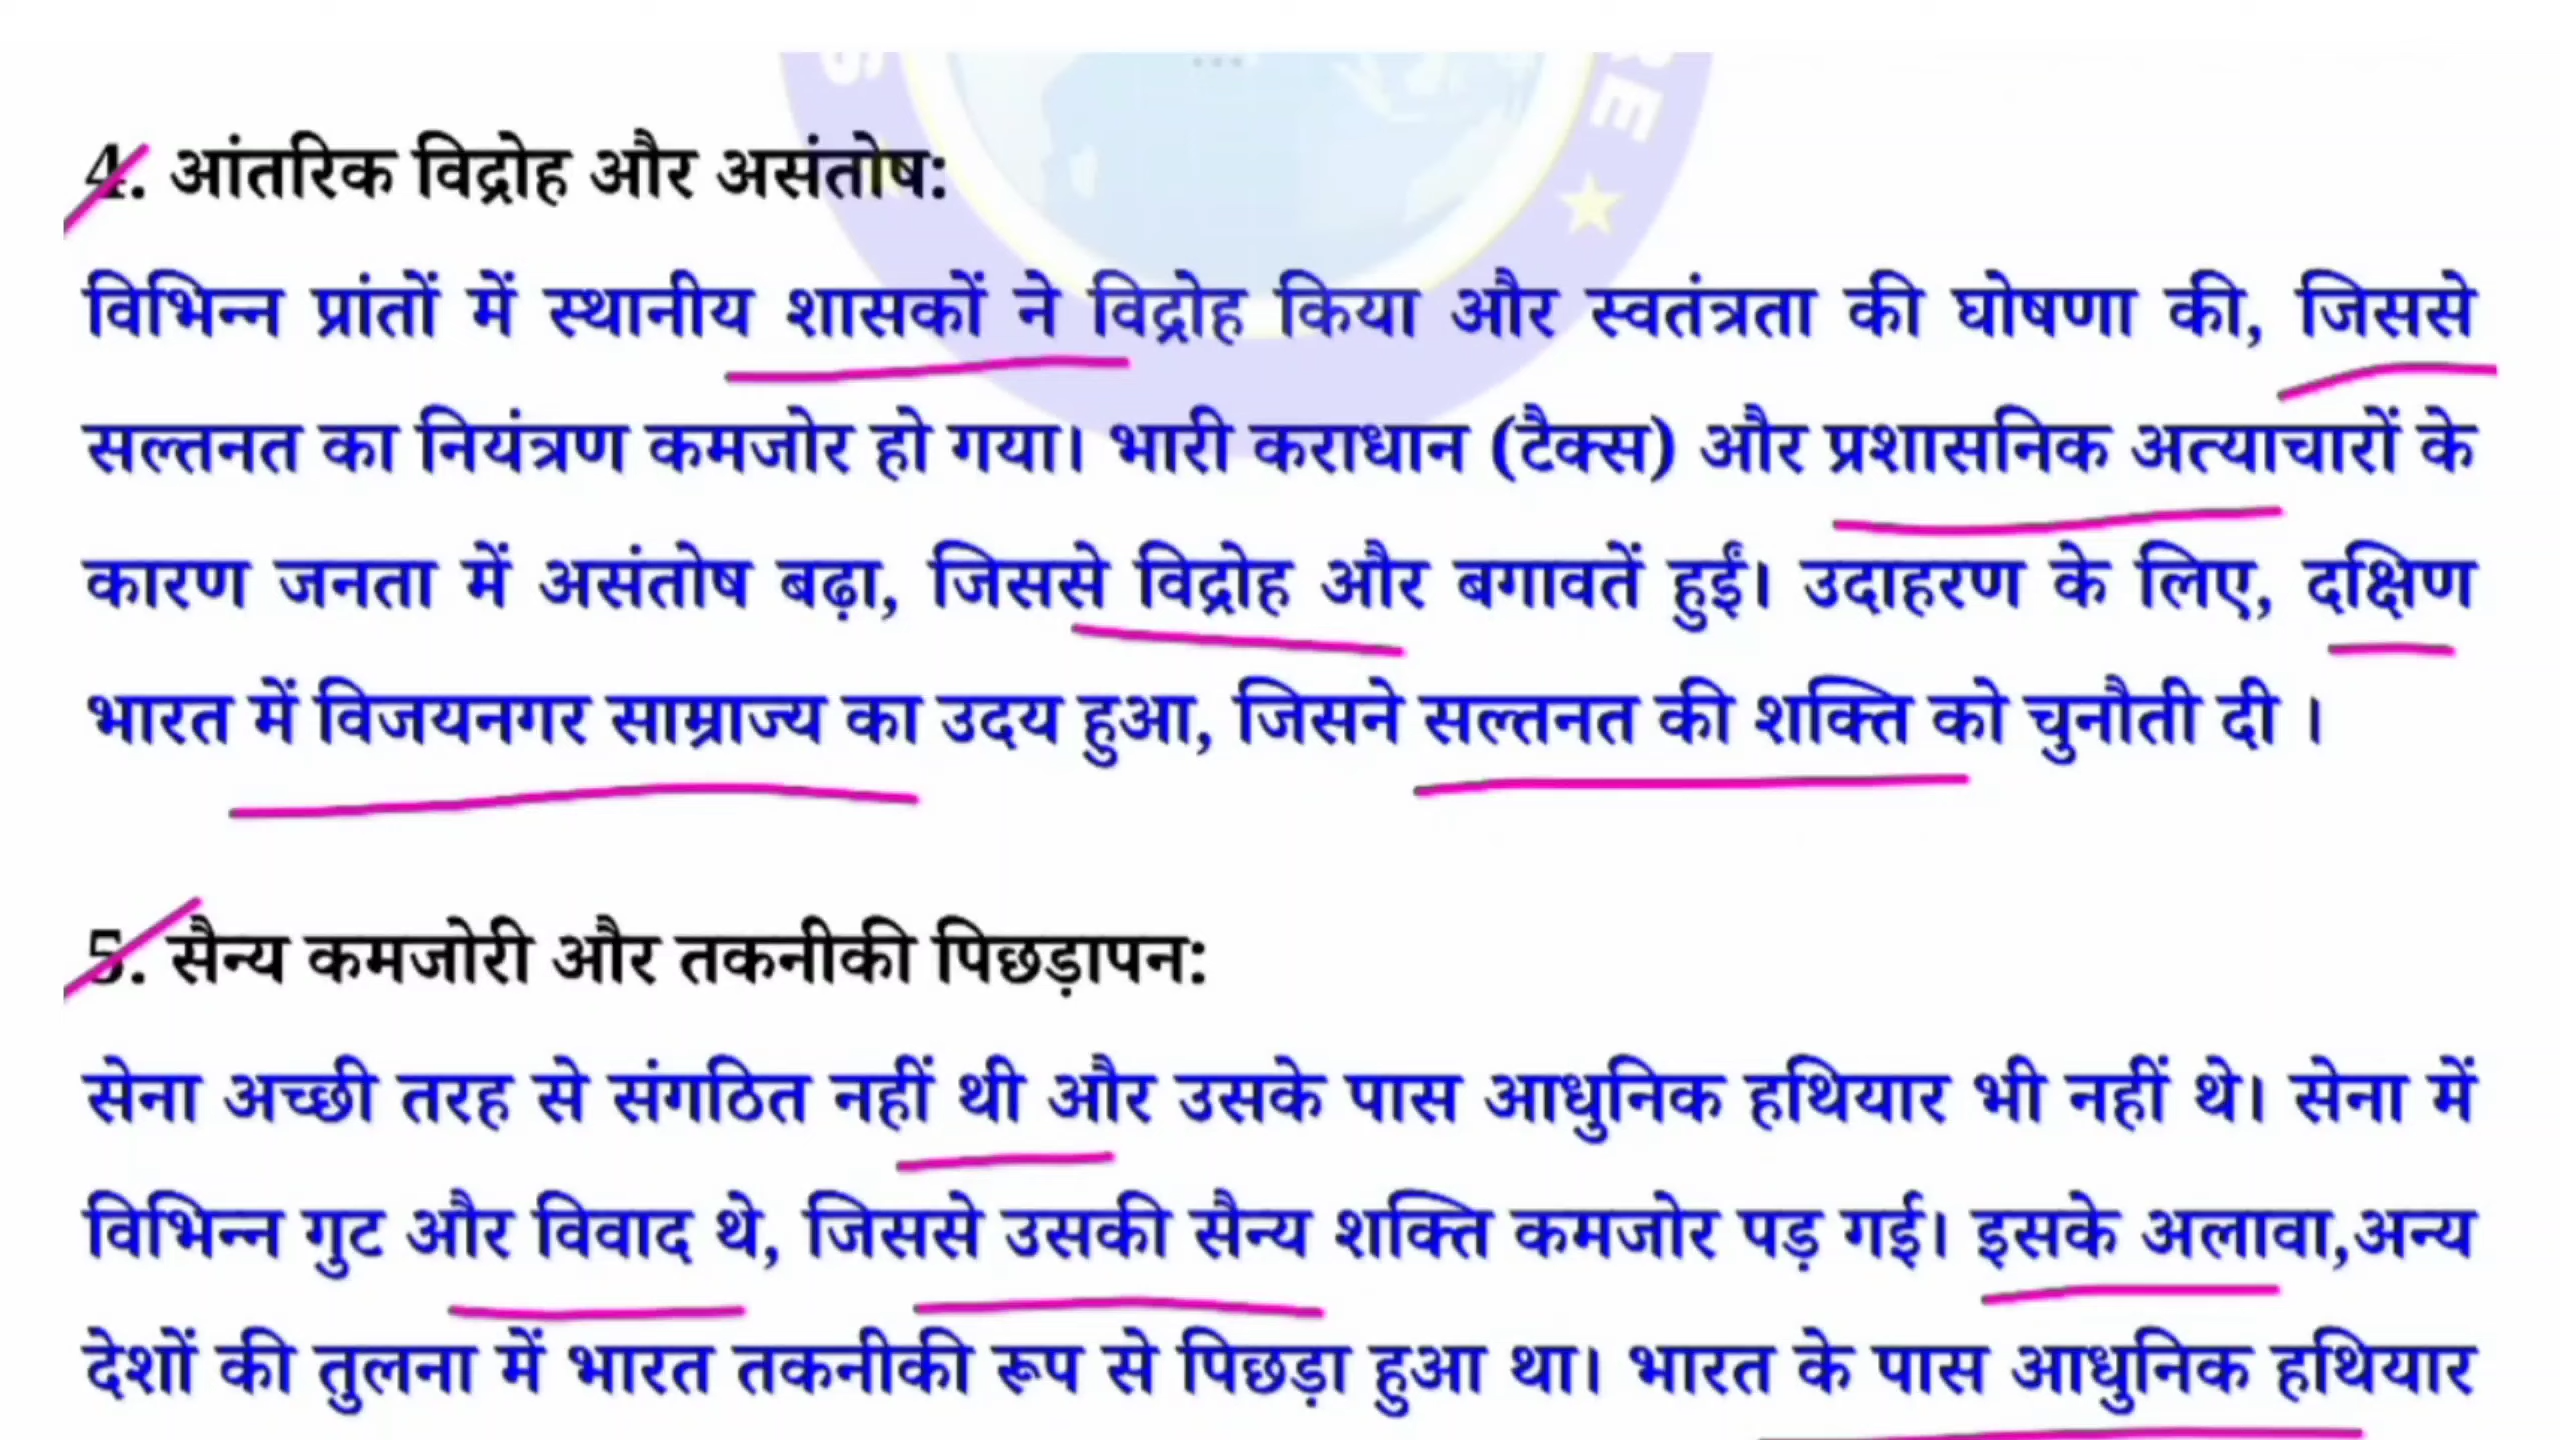 4. आंतरिक विद्रोह और असंतोष:
विभिन्न प्रांतों में स्थानीय शासकों ने विद्रोह किया और स्वतंत्रता की घोषणा की, जिससे
सल्तनत का नियंत्रण कमजोर हो गया। भारी कराधान (टैक्स) और प्रशासनिक अत्याचारों के
कारण जनता में असंतोष बढ़ा, जिससे विद्रोह और बगावतें हुईं। उदाहरण के लिए, दक्षिण
भारत में विजयनगर साम्राज्य का उदय हुआ, जिसने सल्तनत की शक्ति को चुनौती दी ।
5. सैन्य कमजोरी और तकनीकी पिछड़ापन:
सेना अच्छी तरह से संगठित नहीं थी और उसके पास आधुनिक हथियार भी नहीं थे। सेना में
विभिन्न गुट और विवाद थे, जिससे उसकी सैन्य शक्ति कमजोर पड़ गई। इसके अलावा,अन्य
देशों की तुलना में भारत तकनीकी रूप से पिछड़ा हुआ था। भारत के पास आधुनिक हथियार